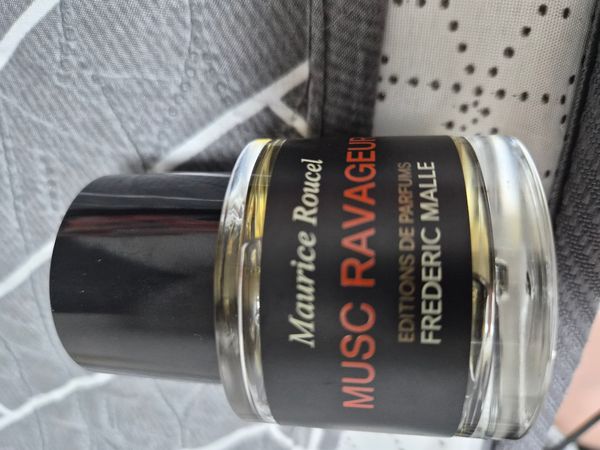 Maurice Roucel
MUSC RAVAGEUR
EDITIONS DE PARFUMS
FREDERIC MALLE